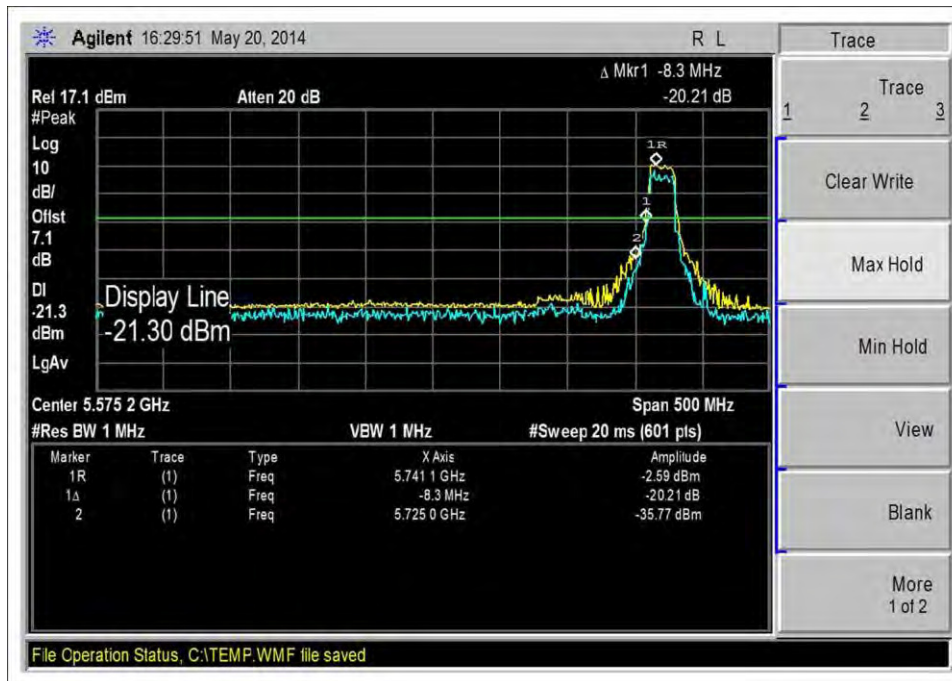 Agilent 16:29:51 May 20, 2014 R L
Trace
Δ Mkr1 -8.3 MHz
Ref 17.1 dBm Atten 20 dB -20.21 dB
#Peak
Log
10
dB/
Offst
7.1
dB
DI
-21.3
dBm
LgAv
1R
1
2
Display Line
-21.30 dBm
Center 5.575 2 GHz Span 500 MHz
#Res BW 1 MHz VBW 1 MHz #Sweep 20 ms (601 pts)
Marker Trace Type X Axis Amplitude
1R (1) Freq 5.741 1 GHz -2.59 dBm
1Δ (1) Freq -8.3 MHz -20.21 dB
2 (1) Freq 5.725 0 GHz -35.77 dBm
File Operation Status, C:\TEMP.WMF file saved
Trace
1 2 3
Clear Write
Max Hold
Min Hold
View
Blank
More
1 of 2